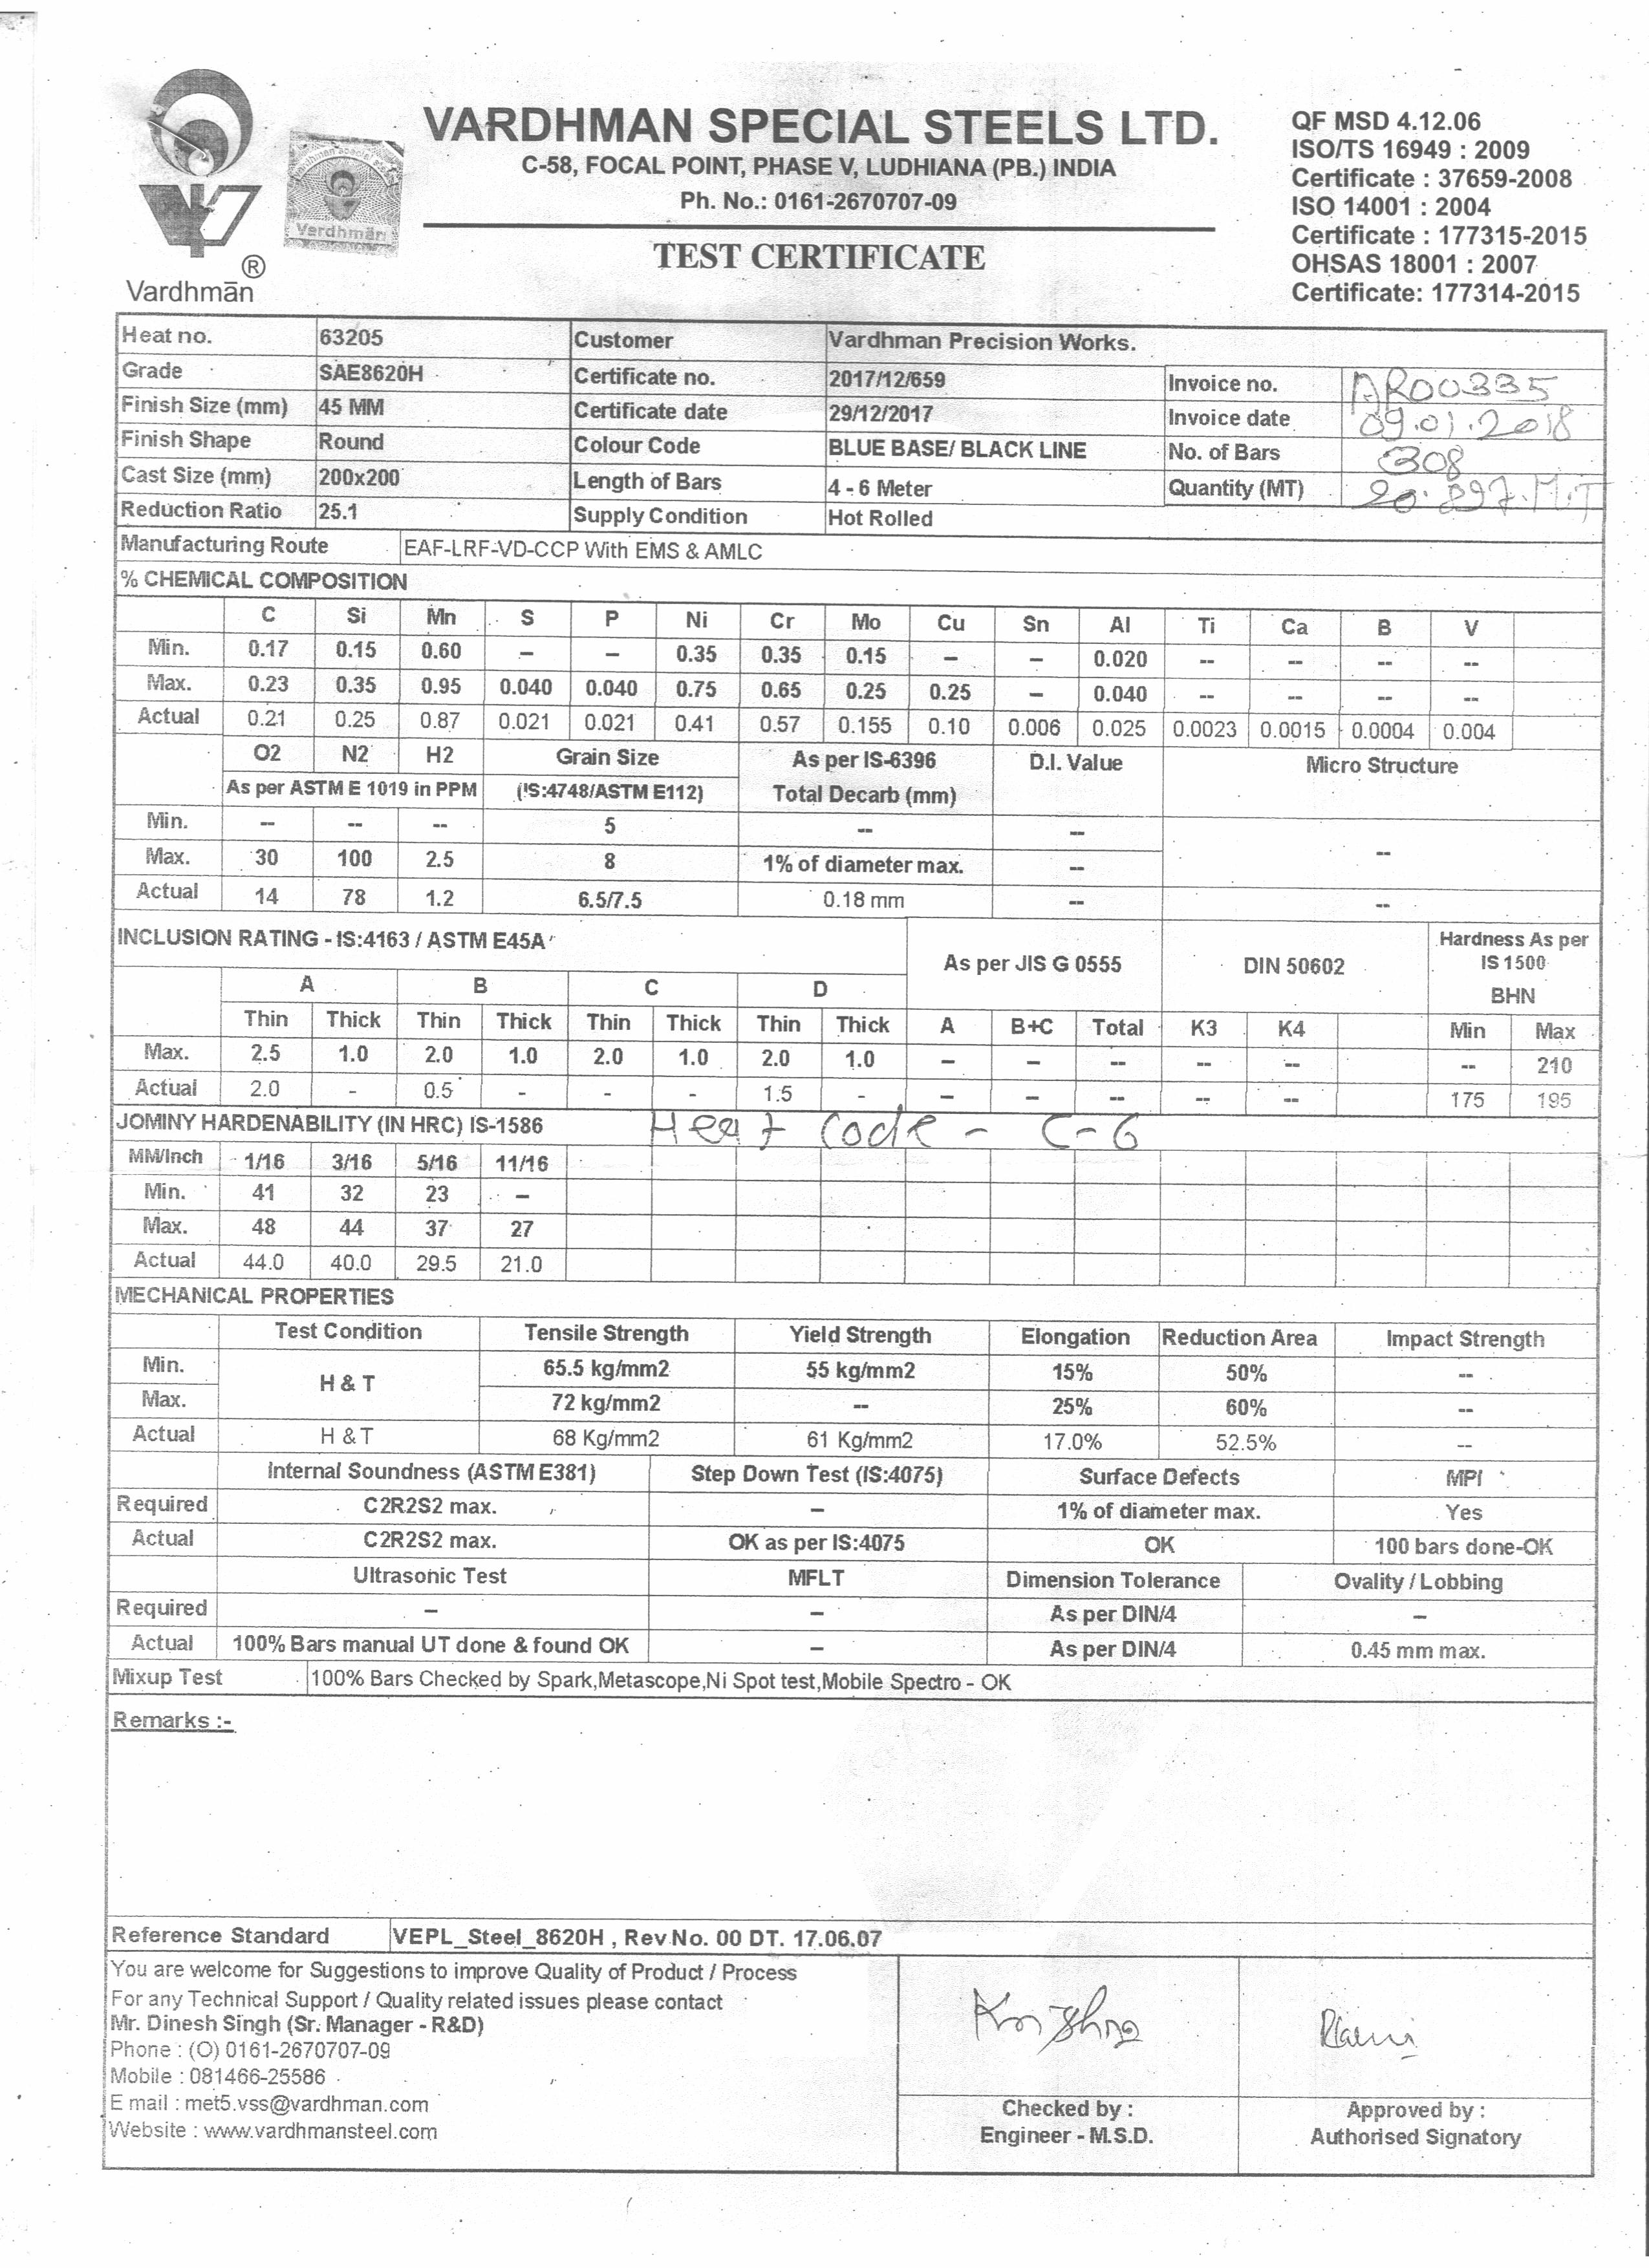 VARDHMAN SPECIAL STEELS LTD.
C-58, FOCAL POINT, PHASE V, LUDHIANA (PB.) INDIA
Ph. No.: 0161-2670707-09
TEST CERTIFICATE
QF MSD 4.12.06
ISO/TS 16949 : 2009
Certificate : 37659-2008
ISO 14001 : 2004
Certificate : 177315-2015
OHSAS 18001 : 2007
Certificate: 177314-2015
Vardhmān
®
Vardhmān
Heat no. 63205 Customer Vardhman Precision Works.
Grade SAE8620H Certificate no. 2017/12/659 Invoice no. AR00335
Finish Size (mm) 45 MM Certificate date 29/12/2017 Invoice date 09.01.2018
Finish Shape Round Colour Code BLUE BASE/ BLACK LINE No. of Bars 308
Cast Size (mm) 200x200 Length of Bars 4 - 6 Meter Quantity (MT) 20.897.M.T
Reduction Ratio 25.1 Supply Condition Hot Rolled
Manufacturing Route EAF-LRF-VD-CCP With EMS & AMLC
% CHEMICAL COMPOSITION
C Si Mn S P Ni Cr Mo Cu Sn Al Ti Ca B V
Min. 0.17 0.15 0.60 – – 0.35 0.35 0.15 – – 0.020 -- -- -- --
Max. 0.23 0.35 0.95 0.040 0.040 0.75 0.65 0.25 0.25 – 0.040 -- -- -- --
Actual 0.21 0.25 0.87 0.021 0.021 0.41 0.57 0.155 0.10 0.006 0.025 0.0023 0.0015 0.0004 0.004
O2 N2 H2 Grain Size As per IS-6396 D.I. Value Micro Structure
As per ASTM E 1019 in PPM (IS:4748/ASTM E112) Total Decarb (mm)
Min. -- -- -- 5 -- --
Max. 30 100 2.5 8 1% of diameter max. -- --
Actual 14 78 1.2 6.5/7.5 0.18 mm -- --
INCLUSION RATING - IS:4163 / ASTM E45A
As per JIS G 0555 DIN 50602 Hardness As per
IS 1500
BHN
A B C D
Thin Thick Thin Thick Thin Thick Thin Thick A B+C Total K3 K4 Min Max
Max. 2.5 1.0 2.0 1.0 2.0 1.0 2.0 1.0 – – -- -- -- -- 210
Actual 2.0 - 0.5 - - - 1.5 - – – -- -- -- 175 195
JOMINY HARDENABILITY (IN HRC) IS-1586 Heat Code - C-6
MM/Inch 1/16 3/16 5/16 11/16
Min. 41 32 23 –
Max. 48 44 37 27
Actual 44.0 40.0 29.5 21.0
MECHANICAL PROPERTIES
Test Condition Tensile Strength Yield Strength Elongation Reduction Area Impact Strength
Min. H & T 65.5 kg/mm2 55 kg/mm2 15% 50% --
Max. 72 kg/mm2 -- 25% 60% --
Actual H & T 68 Kg/mm2 61 Kg/mm2 17.0% 52.5% --
Internal Soundness (ASTM E381) Step Down Test (IS:4075) Surface Defects MPI
Required C2R2S2 max. – 1% of diameter max. Yes
Actual C2R2S2 max. OK as per IS:4075 OK 100 bars done-OK
Ultrasonic Test MFLT Dimension Tolerance Ovality / Lobbing
Required – – As per DIN/4 –
Actual 100% Bars manual UT done & found OK – As per DIN/4 0.45 mm max.
Mixup Test 100% Bars Checked by Spark,Metascope,Ni Spot test,Mobile Spectro - OK
Remarks :-
Reference Standard VEPL_Steel_8620H , Rev.No. 00 DT. 17.06.07
You are welcome for Suggestions to improve Quality of Product / Process
For any Technical Support / Quality related issues please contact
Mr. Dinesh Singh (Sr. Manager - R&D)
Phone : (O) 0161-2670707-09
Mobile : 081466-25586
E mail : met5.vss@vardhman.com
Website : www.vardhmansteel.com
Krishna
Checked by :
Engineer - M.S.D.
Approved by :
Authorised Signatory